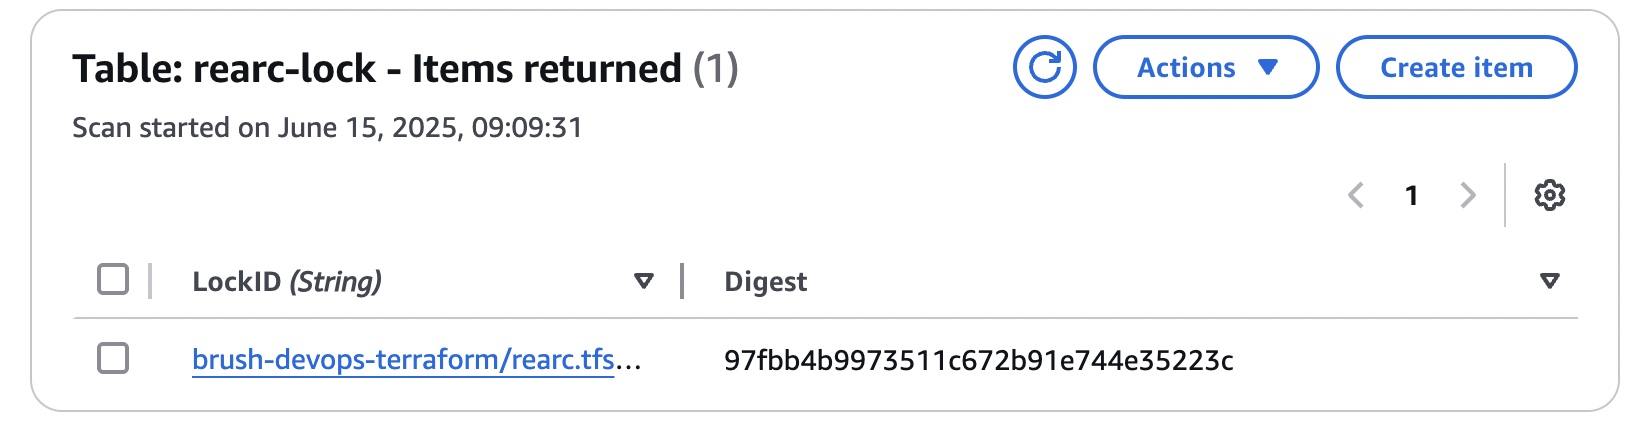 Table: rearc-lock - Items returned (1)
Actions
Create item
Scan started on June 15, 2025, 09:09:31
1
LockID (String)
Digest
brush-devops-terraform/rearc.tfs...
97fbb4b9973511c672b91e744e35223c